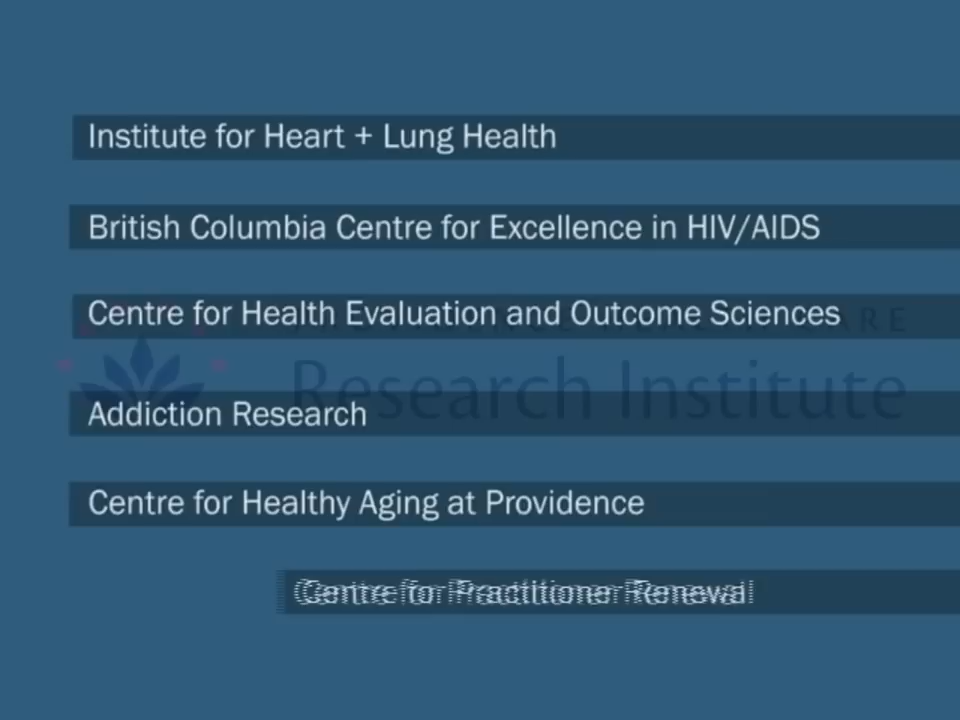 Institute for Heart + Lung Health
British Columbia Centre for Excellence in HIV/AIDS
Centre for Health Evaluation and Outcome Sciences
ARE
Research Institute
Addiction Research
Centre for Healthy Aging at Providence
Centre for Practitioner Renewal